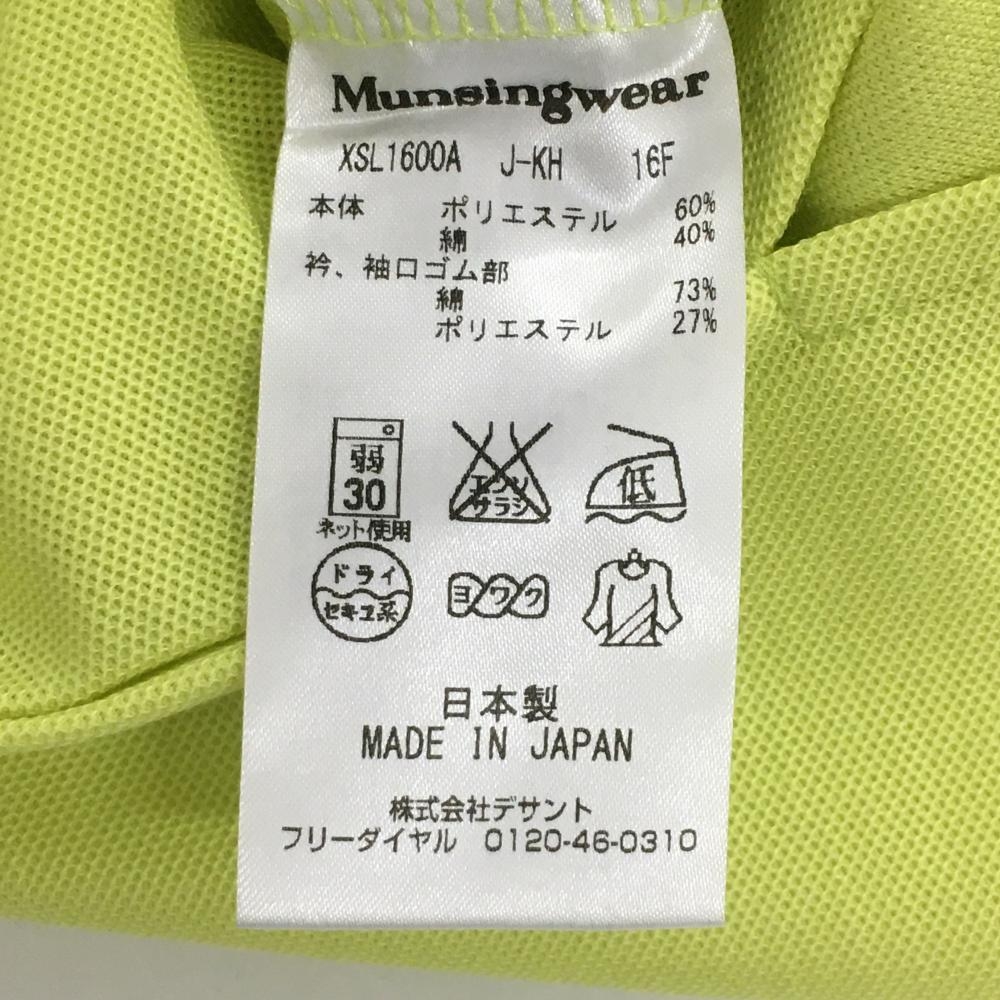 Munsingwear
XSL1600A J-KH 16F
本体 ポリエステル 60%
綿 40%
衿、袖口ゴム部
綿 73%
ポリエステル 27%
弱
30
ネット使用
エンソ
サラシ
低
ドライ
セキユ系
ヨワク
日本製
MADE IN JAPAN
株式会社デサント
フリーダイヤル 0120-46-0310